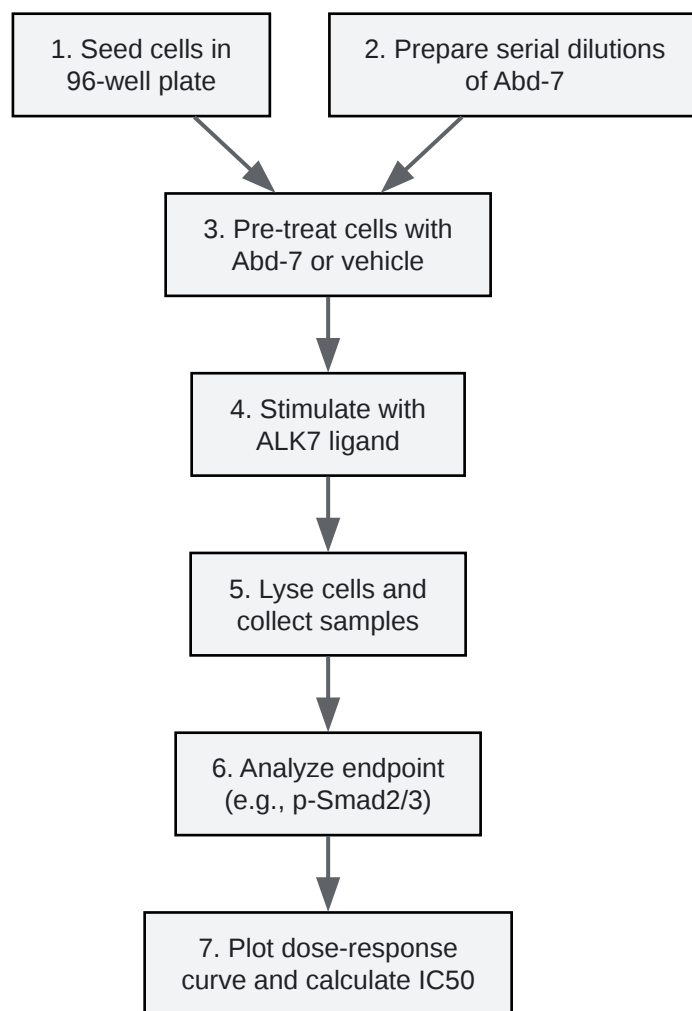 1. Seed cells in
96-well plate
2. Prepare serial dilutions
of Abd-7
3. Pre-treat cells with
Abd-7 or vehicle
4. Stimulate with
ALK7 ligand
5. Lyse cells and
collect samples
6. Analyze endpoint
(e.g., p-Smad2/3)
7. Plot dose-response
curve and calculate IC50